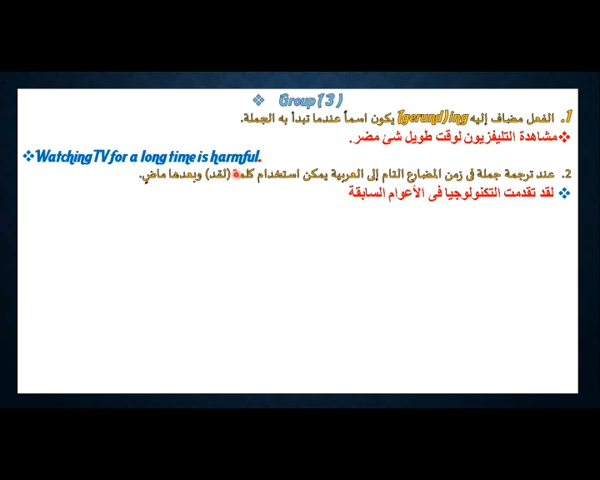 ❖ Group ( 3 )
1. الفعل مضاف إليه ing(gerund) يكون اسماً عندما تبدأ به الجملة.
❖ مشاهدة التليفزيون لوقت طويل شئ مضر.
❖ Watching TV for a long time is harmful.
2. عند ترجمة جملة فى زمن المضارع التام إلى العربية يمكن استخدام كلمة (لقد) وبعدها ماضٍ.
❖ لقد تقدمت التكنولوجيا فى الأعوام السابقة